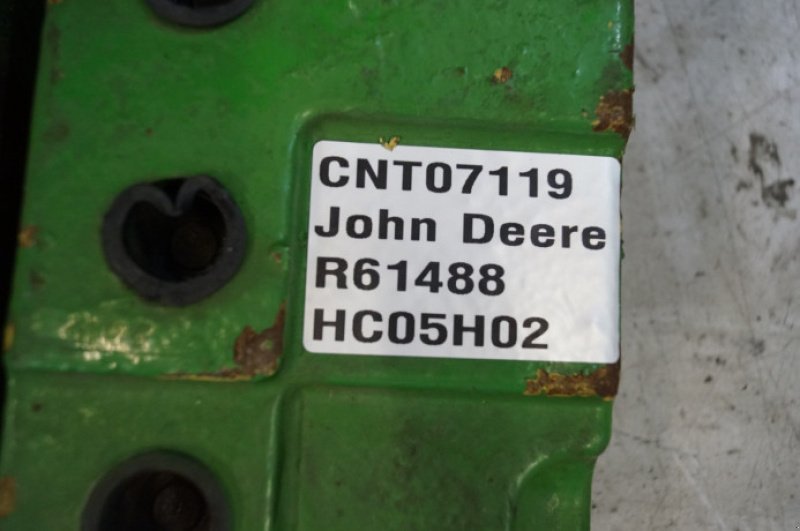 CNT07119
John Deere
R61488
HC05H02